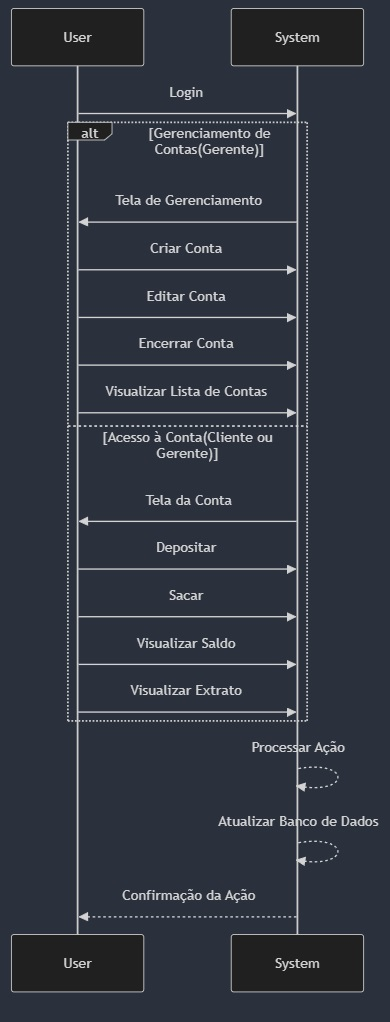 User
System
Login
alt
[Gerenciamento de
Contas(Gerente)]
Tela de Gerenciamento
Criar Conta
Editar Conta
Encerrar Conta
Visualizar Lista de Contas
[Acesso à Conta(Cliente ou
Gerente)]
Tela da Conta
Depositar
Sacar
Visualizar Saldo
Visualizar Extrato
Processar Ação
Atualizar Banco de Dados
Confirmação da Ação
User
System